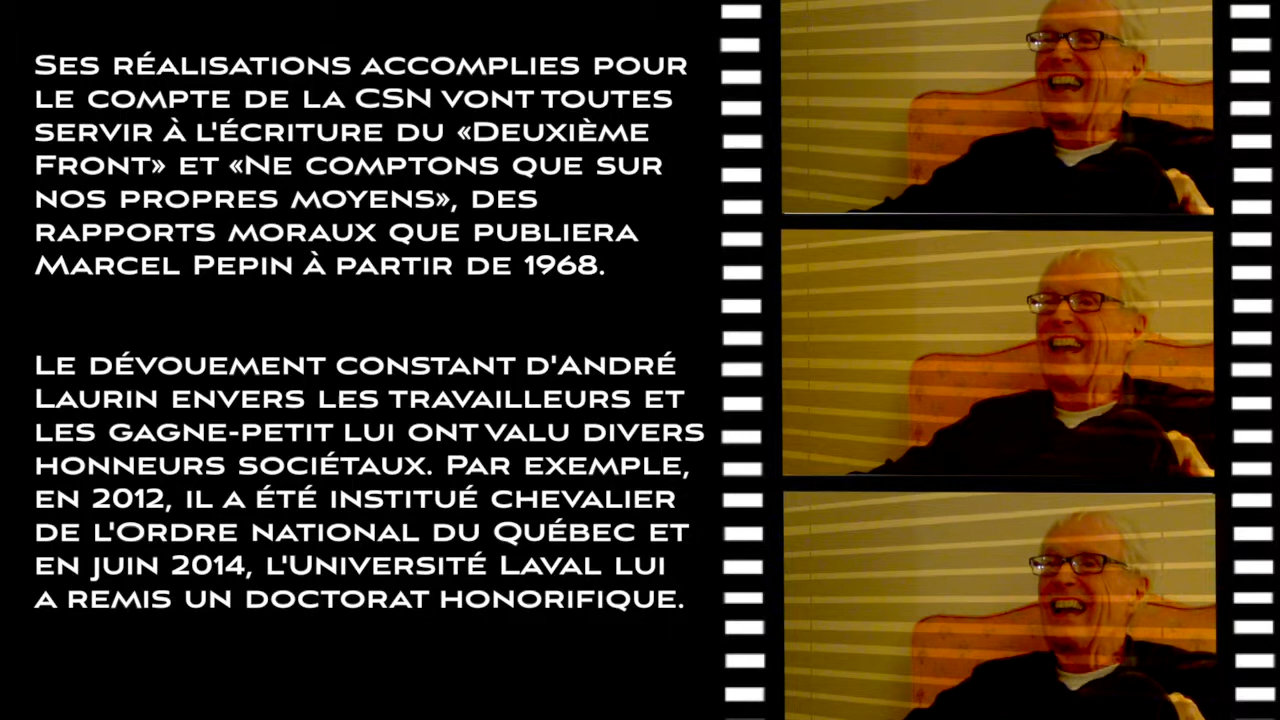 Ses réalisations accomplies pour
le compte de la CSN vont toutes
servir à l'écriture du «Deuxième
Front» et «Ne comptons que sur
nos propres moyens», des
rapports moraux que publiera
Marcel Pepin à partir de 1968.
Le dévouement constant d'André
Laurin envers les travailleurs et
les gagne-petit lui ont valu divers
honneurs sociétaux. Par exemple,
en 2012, il a été institué chevalier
de l'Ordre national du Québec et
en juin 2014, l'Université Laval lui
a remis un doctorat honorifique.